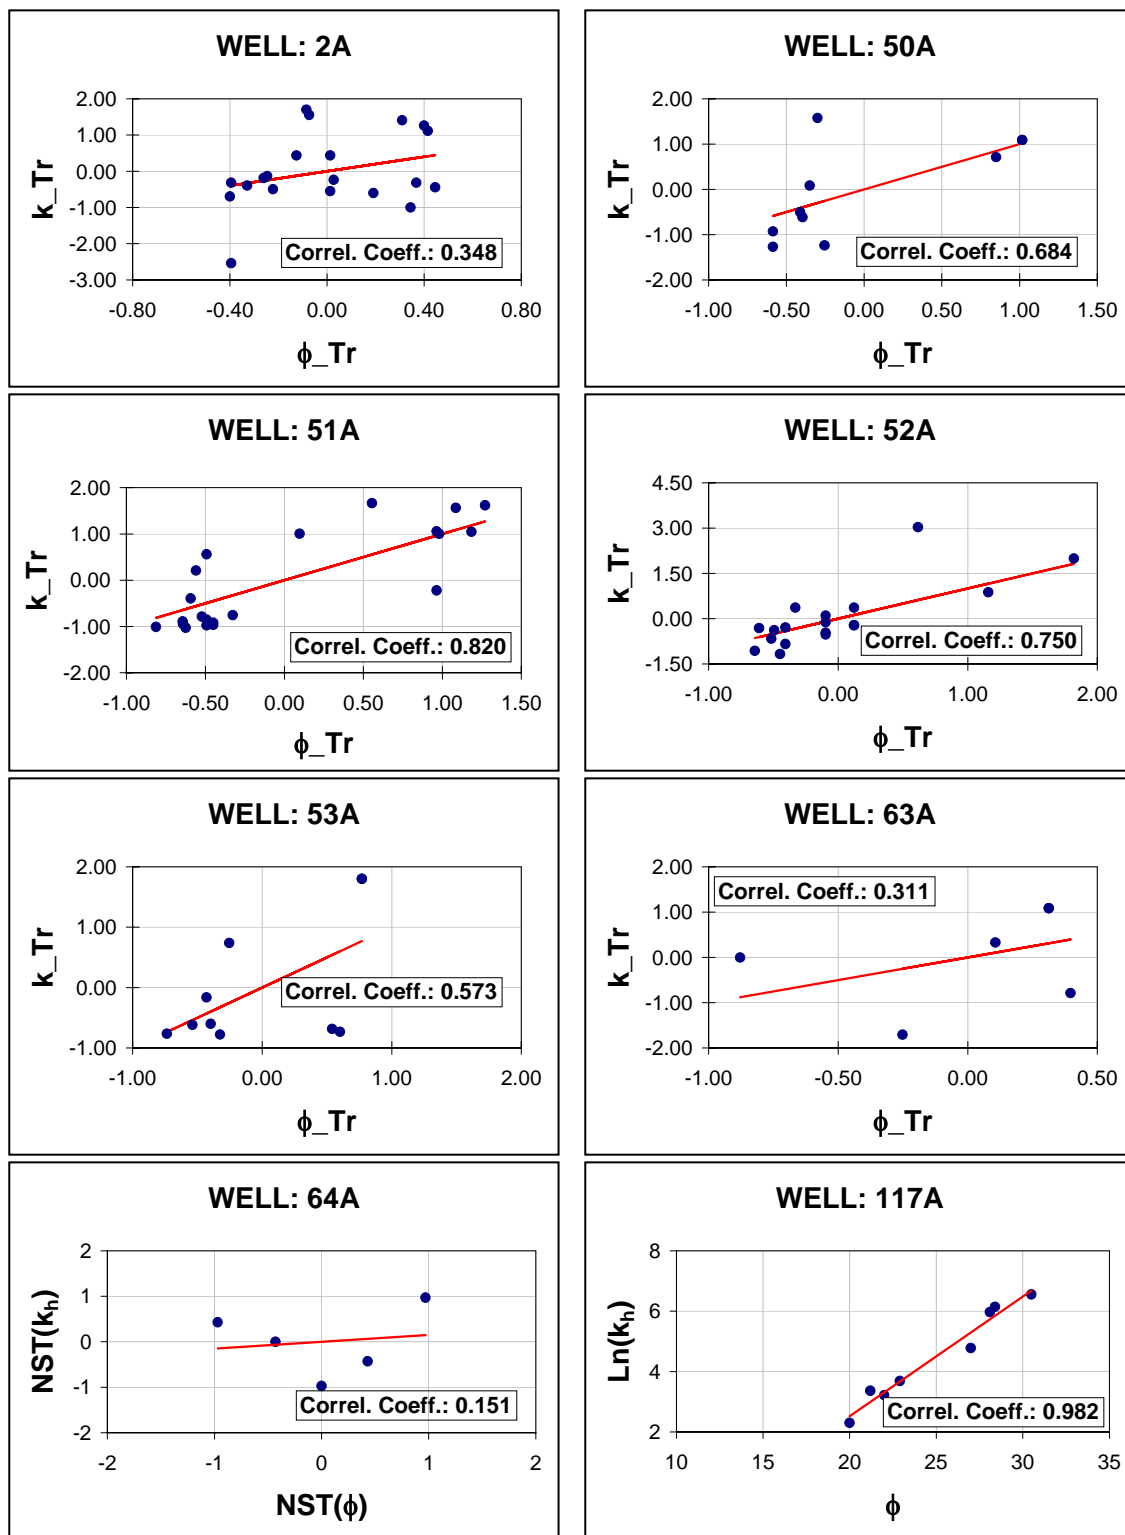 WELL: 2A
2.00
1.00
0.00
-1.00
-2.00
-3.00
k_Tr
Correl. Coeff.: 0.348
-0.80 -0.40 0.00 0.40 0.80
ϕ_Tr
WELL: 50A
2.00
1.00
0.00
-1.00
-2.00
k_Tr
Correl. Coeff.: 0.684
-1.00 -0.50 0.00 0.50 1.00 1.50
ϕ_Tr
WELL: 51A
2.00
1.00
0.00
-1.00
-2.00
k_Tr
Correl. Coeff.: 0.820
-1.00 -0.50 0.00 0.50 1.00 1.50
ϕ_Tr
WELL: 52A
4.50
3.00
1.50
0.00
-1.50
k_Tr
Correl. Coeff.: 0.750
-1.00 0.00 1.00 2.00
ϕ_Tr
WELL: 53A
2.00
1.00
0.00
-1.00
k_Tr
Correl. Coeff.: 0.573
-1.00 0.00 1.00 2.00
ϕ_Tr
WELL: 63A
2.00
1.00
0.00
-1.00
-2.00
k_Tr
Correl. Coeff.: 0.311
-1.00 -0.50 0.00 0.50
ϕ_Tr
WELL: 64A
2
1
0
-1
-2
NST(kh)
Correl. Coeff.: 0.151
-2 -1 0 1 2
NST(ϕ)
WELL: 117A
8
6
4
2
Ln(kh)
Correl. Coeff.: 0.982
10 15 20 25 30 35
ϕ